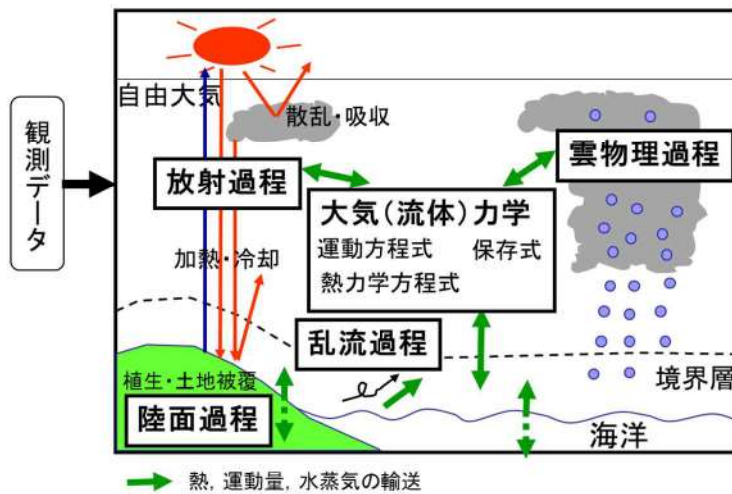 観測データ
自由大気
散乱・吸収
雲物理過程
放射過程
大気(流体)力学
運動方程式 保存式
熱力学方程式
加熱・冷却
乱流過程
植生・土地被覆
境界層
陸面過程
海洋
熱, 運動量, 水蒸気の輸送